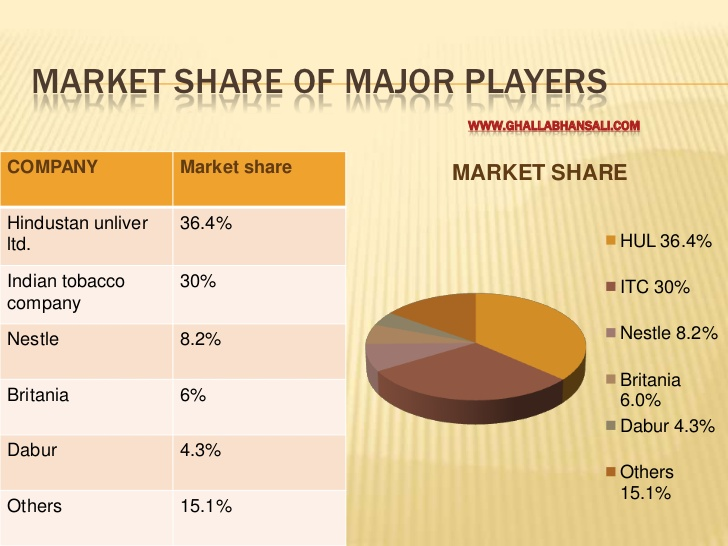 MARKET SHARE OF MAJOR PLAYERS
WWW.GHALLABHANSALI.COM
COMPANY Market share
Hindustan unliver 36.4%
ltd.
Indian tobacco 30%
company
Nestle 8.2%
Britania 6%
Dabur 4.3%
Others 15.1%
MARKET SHARE
HUL 36.4%
ITC 30%
Nestle 8.2%
Britania
6.0%
Dabur 4.3%
Others
15.1%